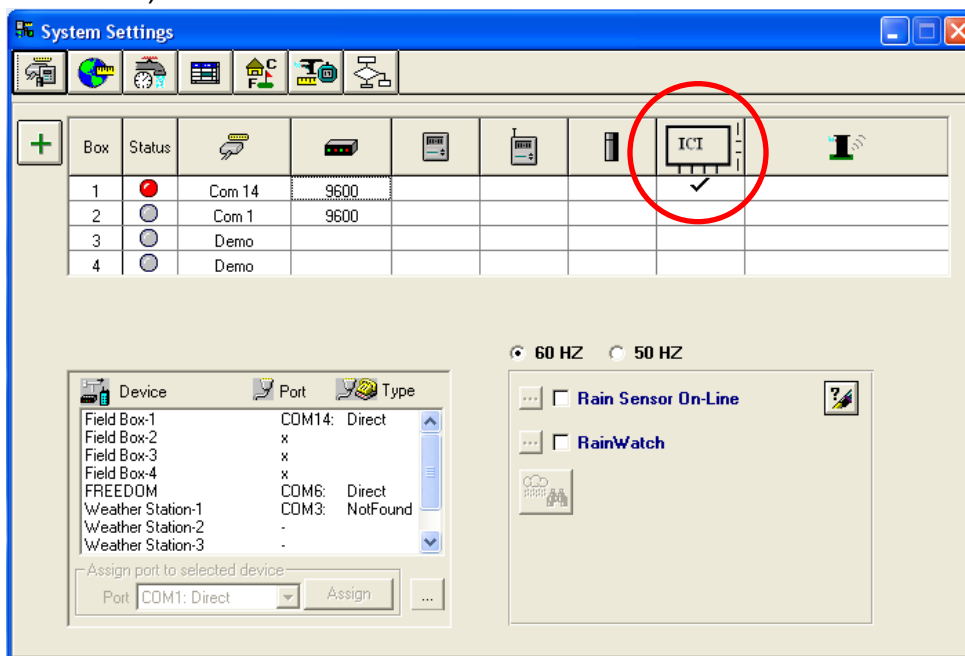 System Settings
C
F
Box Status ICI
1 Com 14 9600
2 Com 1 9600
3 Demo
4 Demo
60 HZ 50 HZ
Device Port Type
Field Box-1 COM14: Direct
Field Box-2 x
Field Box-3 x
Field Box-4 x
FREEDOM COM6: Direct
Weather Station-1 COM3: NotFound
Weather Station-2 -
Weather Station-3 -
Assign port to selected device
Port COM1: Direct Assign ...
... Rain Sensor On-Line ?
... RainWatch